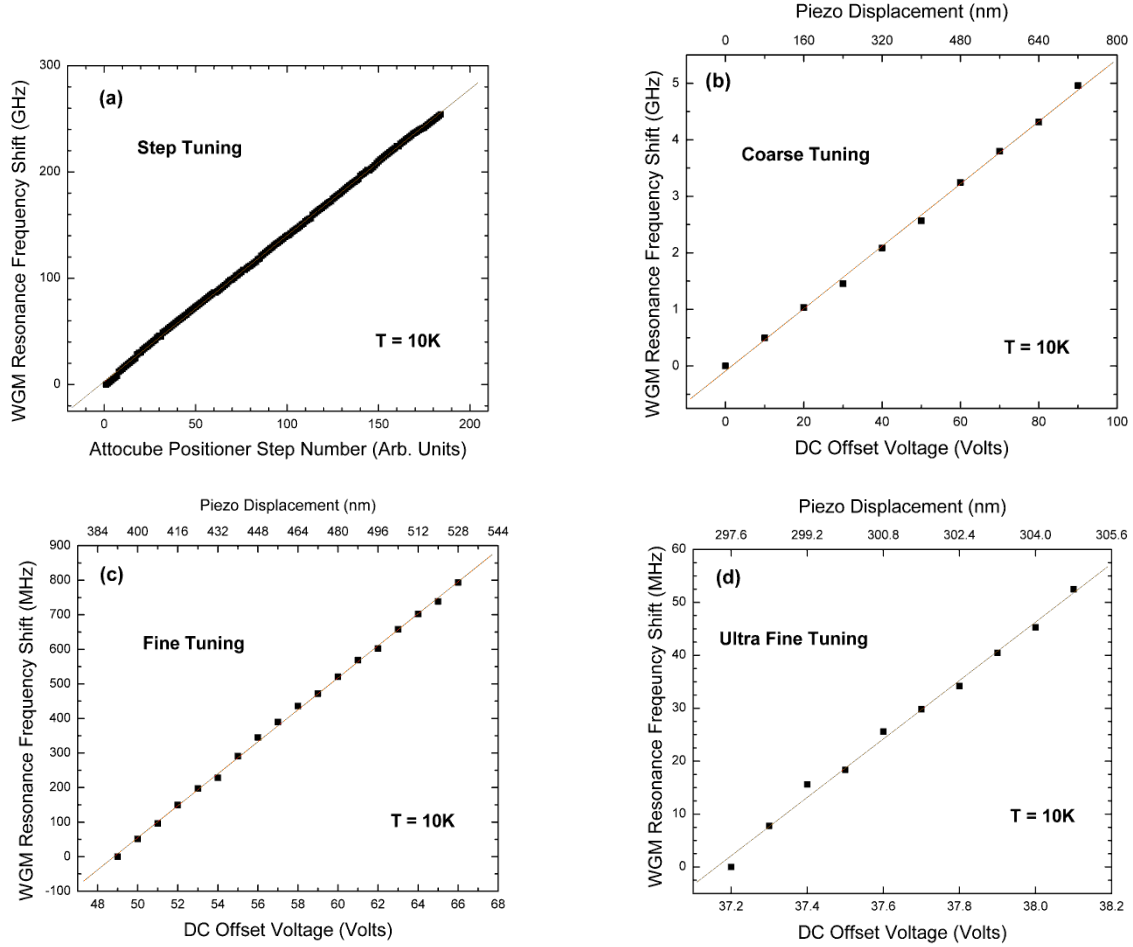 (a)
Step Tuning
T = 10K
WGM Resonance Frequency Shift (GHz)
300
200
100
0
0 50 100 150 200
Attocube Positioner Step Number (Arb. Units)
Piezo Displacement (nm)
0 160 240 320 400 480 560 640 800
(b)
Coarse Tuning
T = 10K
WGM Resonance Frequency Shift (GHz)
5
4
3
2
1
0
0 20 40 60 80 100
DC Offset Voltage (Volts)
Piezo Displacement (nm)
384 400 416 432 448 464 480 496 512 528 544
(c)
Fine Tuning
T = 10K
WGM Resonance Frequency Shift (MHz)
900
800
700
600
500
400
300
200
100
0
-100
48 50 52 54 56 58 60 62 64 66 68
DC Offset Voltage (Volts)
Piezo Displacement (nm)
297.6 299.2 300.8 302.4 304.0 305.6
(d)
Ultra Fine Tuning
T = 10K
WGM Resonance Freqeuncy Shift (MHz)
60
50
40
30
20
10
0
37.2 37.4 37.6 37.8 38.0 38.2
DC Offset Voltage (Volts)